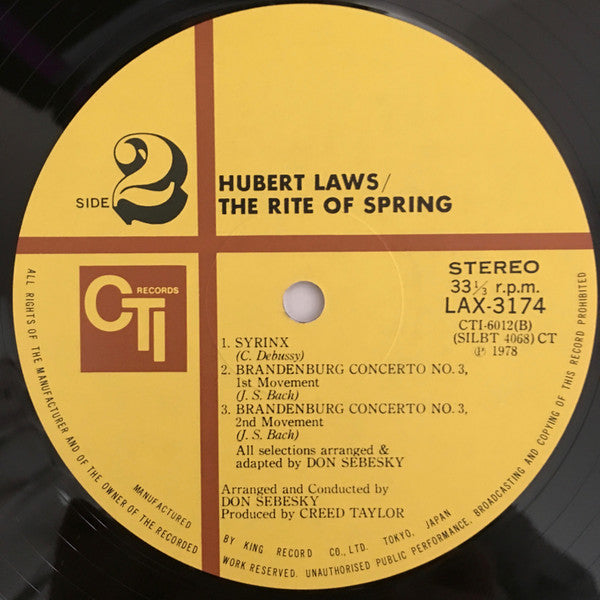 SIDE 2
HUBERT LAWS/
THE RITE OF SPRING
CTI RECORDS
STEREO
33⅓ r.p.m.
LAX-3174
CTI-6012(B)
(SILBT 4068) CT
Ⓟ 1978
1. SYRINX
(C. Debussy)
2. BRANDENBURG CONCERTO NO. 3,
1st Movement
(J. S. Bach)
3. BRANDENBURG CONCERTO NO. 3,
2nd Movement
(J. S. Bach)
All selections arranged &
adapted by DON SEBESKY
Arranged and Conducted by
DON SEBESKY
Produced by CREED TAYLOR
MANUFACTURED BY KING RECORD CO., LTD. TOKYO, JAPAN
ALL RIGHTS OF THE MANUFACTURER AND OF THE OWNER OF THE RECORDED WORK RESERVED. UNAUTHORISED PUBLIC PERFORMANCE, BROADCASTING AND COPYING OF THIS RECORD PROHIBITED